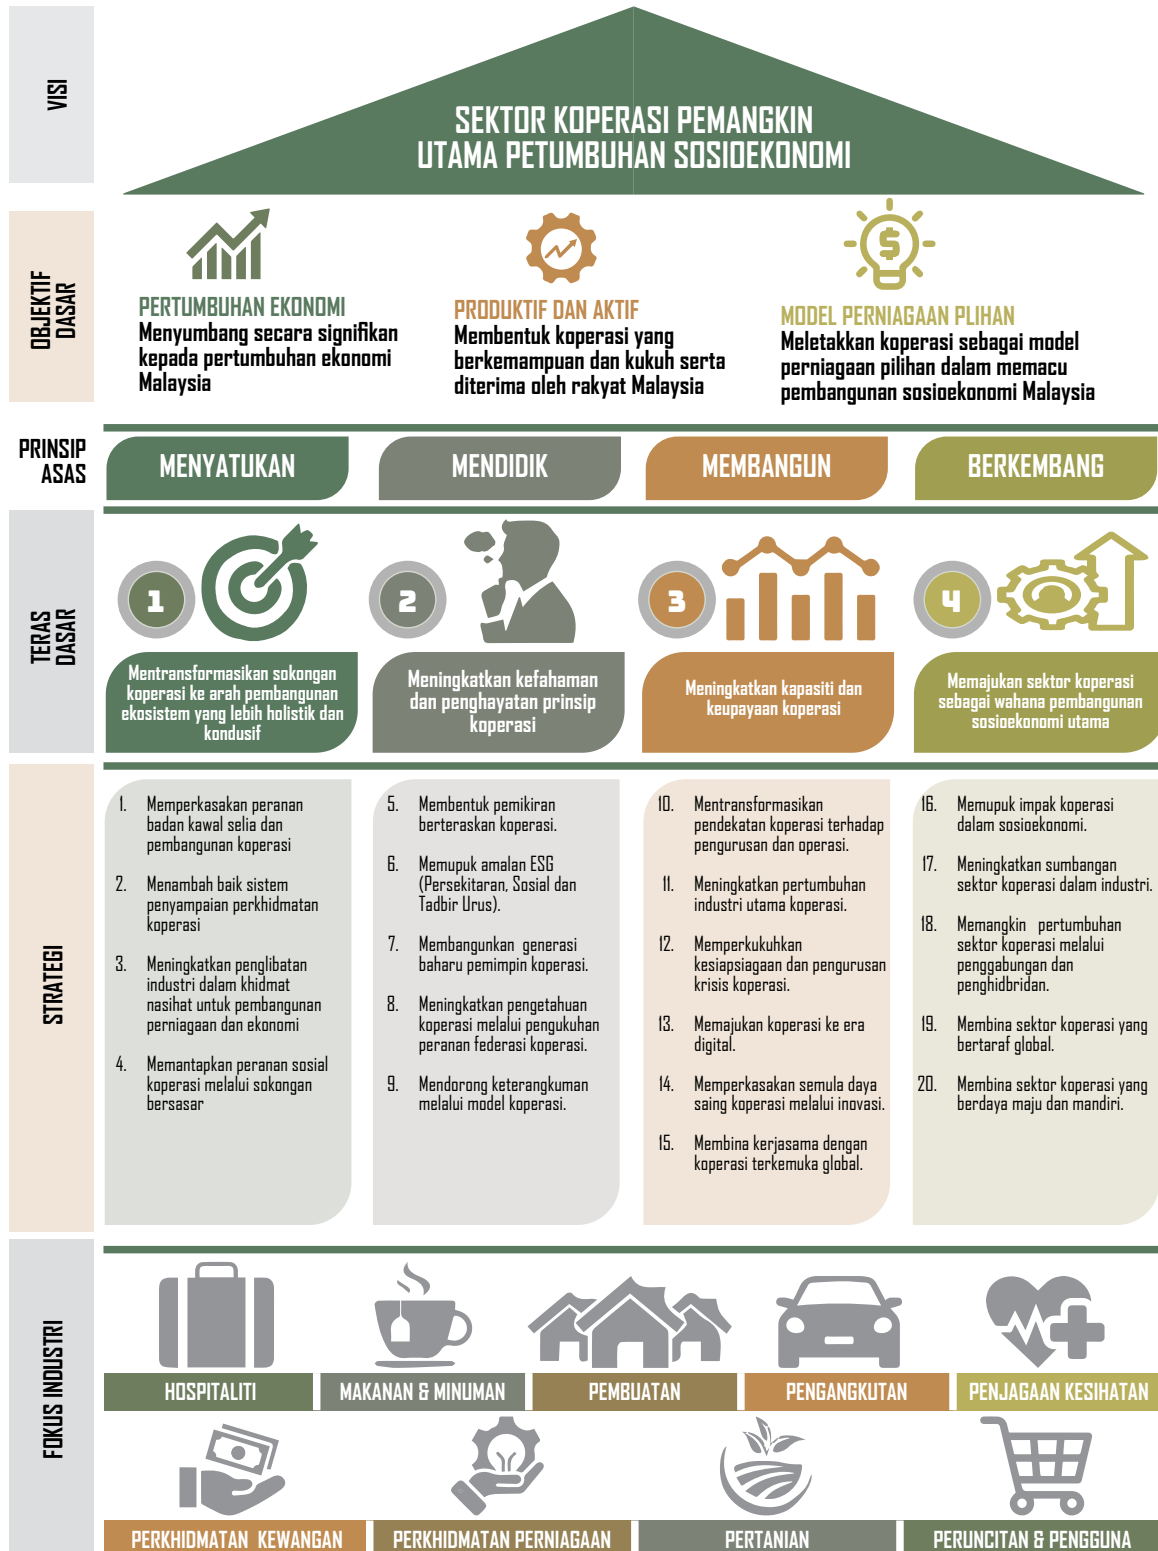 VISI
SEKTOR KOPERASI PEMANGKIN
UTAMA PETUMBUHAN SOSIOEKONOMI
OBJEKTIF
DASAR
PERTUMBUHAN EKONOMI
Menyumbang secara signifikan
kepada pertumbuhan ekonomi
Malaysia
PRODUKTIF DAN AKTIF
Membentuk koperasi yang
berkemampuan dan kukuh serta
diterima oleh rakyat Malaysia
MODEL PERNIAGAAN PLIHAN
Meletakkan koperasi sebagai model
perniagaan pilihan dalam memacu
pembangunan sosioekonomi Malaysia
PRINSIP
ASAS
MENYATUKAN
MENDIDIK
MEMBANGUN
BERKEMBANG
TERAS
DASAR
1
Mentransformasikan sokongan
koperasi ke arah pembangunan
ekosistem yang lebih holistik dan
kondusif
2
Meningkatkan kefahaman
dan penghayatan prinsip
koperasi
3
Meningkatkan kapasiti dan
keupayaan koperasi
4
Memajukan sektor koperasi
sebagai wahana pembangunan
sosioekonomi utama
STRATEGI
1. Memperkasakan peranan
badan kawal selia dan
pembangunan koperasi
2. Menambah baik sistem
penyampaian perkhidmatan
koperasi
3. Meningkatkan penglibatan
industri dalam khidmat
nasihat untuk pembangunan
perniagaan dan ekonomi
4. Memantapkan peranan sosial
koperasi melalui sokongan
bersasar
5. Membentuk pemikiran
berteraskan koperasi.
6. Memupuk amalan ESG
(Persekitaran, Sosial dan
Tadbir Urus).
7. Membangunkan generasi
baharu pemimpin koperasi.
8. Meningkatkan pengetahuan
koperasi melalui pengukuhan
peranan federasi koperasi.
9. Mendorong keterangkuman
melalui model koperasi.
10. Mentransformasikan
pendekatan koperasi terhadap
pengurusan dan operasi.
11. Meningkatkan pertumbuhan
industri utama koperasi.
12. Memperkukuhkan
kesiapsiagaan dan pengurusan
krisis koperasi.
13. Memajukan koperasi ke era
digital.
14. Memperkasakan semula daya
saing koperasi melalui inovasi.
15. Membina kerjasama dengan
koperasi terkemuka global.
16. Memupuk impak koperasi
dalam sosioekonomi.
17. Meningkatkan sumbangan
sektor koperasi dalam industri.
18. Memangkin pertumbuhan
sektor koperasi melalui
penggabungan dan
penghidbridan.
19. Membina sektor koperasi yang
bertaraf global.
20. Membina sektor koperasi yang
berdaya maju dan mandiri.
FOKUS INDUSTRI
HOSPITALITI
MAKANAN & MINUMAN
PEMBUATAN
PENGANGKUTAN
PENJAGAAN KESIHATAN
PERKHIDMATAN KEWANGAN
PERKHIDMATAN PERNIAGAAN
PERTANIAN
PERUNCITAN & PENGGUNA